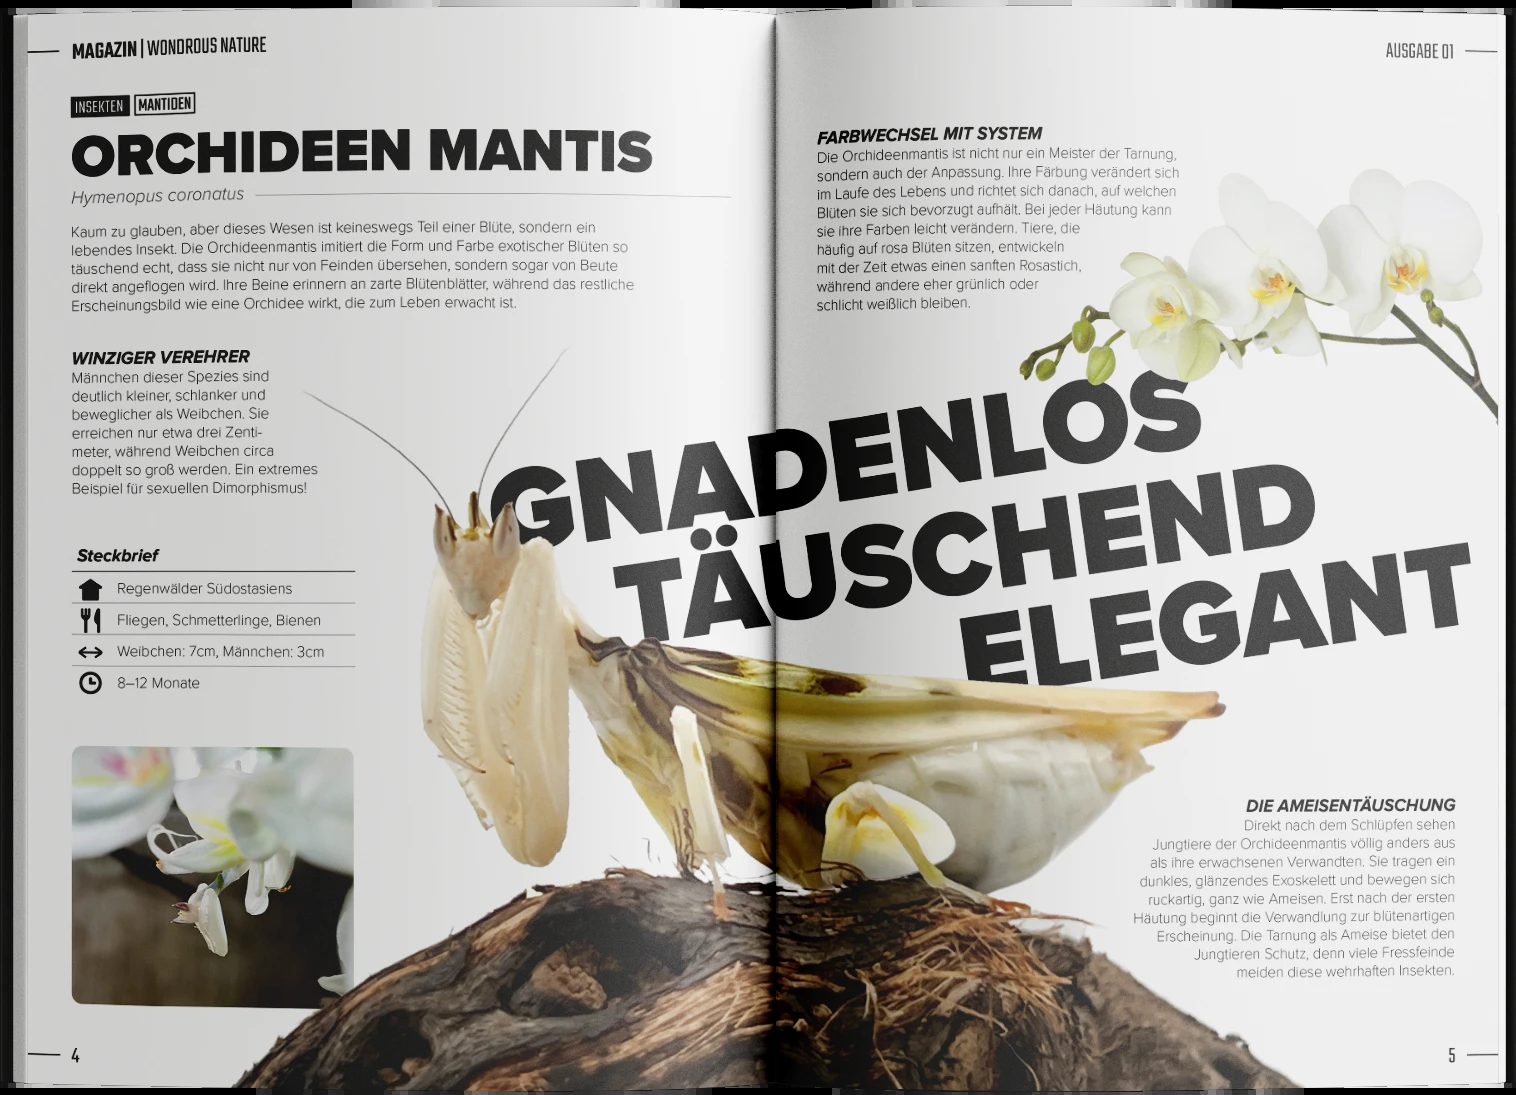 MAGAZIN | WONDROUS NATURE
INSEKTEN MANTIDEN
ORCHIDEEN MANTIS
Hymenopus coronatus
Kaum zu glauben, aber dieses Wesen ist keineswegs Teil einer Blüte, sondern ein
lebendes Insekt. Die Orchideenmantis imitiert die Form und Farbe exotischer Blüten so
täuschend echt, dass sie nicht nur von Feinden übersehen, sondern sogar von Beute
direkt angeflogen wird. Ihre Beine erinnern an zarte Blütenblätter, während das restliche
Erscheinungsbild wie eine Orchidee wirkt, die zum Leben erwacht ist.
WINZIGER VEREHRER
Männchen dieser Spezies sind
deutlich kleiner, schlanker und
beweglicher als Weibchen. Sie
erreichen nur etwa drei Zenti-
meter, während Weibchen circa
doppelt so groß werden. Ein extremes
Beispiel für sexuellen Dimorphismus!
Steckbrief
Regenwälder Südostasiens
Fliegen, Schmetterlinge, Bienen
Weibchen: 7cm, Männchen: 3cm
8–12 Monate
4
AUSGABE 01
FARBWECHSEL MIT SYSTEM
Die Orchideenmantis ist nicht nur ein Meister der Tarnung,
sondern auch der Anpassung. Ihre Färbung verändert sich
im Laufe des Lebens und richtet sich danach, auf welchen
Blüten sie sich bevorzugt aufhält. Bei jeder Häutung kann
sie ihre Farben leicht verändern. Tiere, die
häufig auf rosa Blüten sitzen, entwickeln
mit der Zeit etwas einen sanften Rosastich,
während andere eher grünlich oder
schlicht weißlich bleiben.
GNADENLOS
TÄUSCHEND
ELEGANT
DIE AMEISENTÄUSCHUNG
Direkt nach dem Schlüpfen sehen
Jungtiere der Orchideenmantis völlig anders aus
als ihre erwachsenen Verwandten. Sie tragen ein
dunkles, glänzendes Exoskelett und bewegen sich
ruckartig, ganz wie Ameisen. Erst nach der ersten
Häutung beginnt die Verwandlung zur blütenartigen
Erscheinung. Die Tarnung als Ameise bietet den
Jungtieren Schutz, denn viele Fressfeinde
meiden diese wehrhaften Insekten.
5